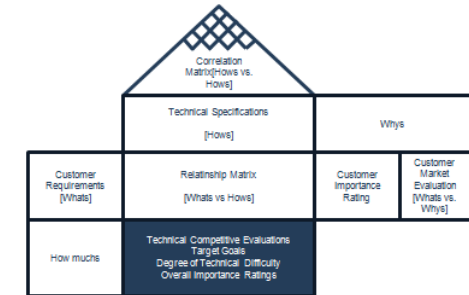 Correlation
Matrix[Hows vs.
Hows]
Technical Specifications
[Hows]
Whys
Customer
Requirements
[Whats]
Relatinship Matrix
[Whats vs Hows]
Customer
Importance
Rating
Customer
Market
Evaluation
[Whats vs.
Whys]
How muchs
Technical Competitive Evaluations
Target Goals
Degree of Technical Difficulty
Overall Importance Ratings